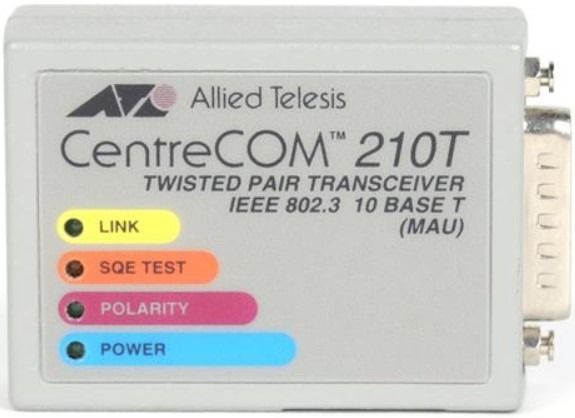 Allied Telesis
CentreCOM™ 210T
TWISTED PAIR TRANSCEIVER
IEEE 802.3 10 BASE T
(MAU)
LINK
SQE TEST
POLARITY
POWER